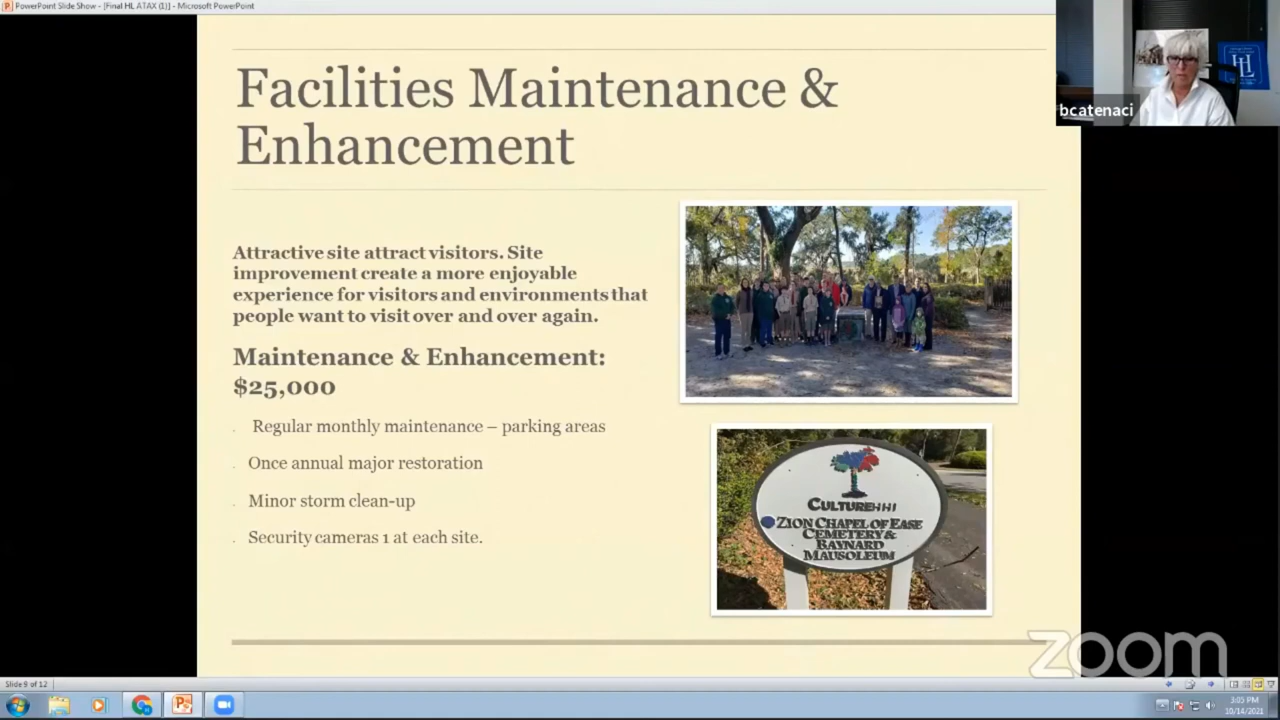 PowerPoint Slide Show - [Final HL ATAX (1)] - Microsoft PowerPoint
Facilities Maintenance &
Enhancement
bcatenaci
HL
Attractive site attract visitors. Site
improvement create a more enjoyable
experience for visitors and environments that
people want to visit over and over again.
Maintenance & Enhancement:
$25,000
Regular monthly maintenance – parking areas
Once annual major restoration
Minor storm clean-up
Security cameras 1 at each site.
CULTUREHHI
ZION CHAPEL OF EASE
CEMETERY &
BAYNARD
MAUSOLEUM
zoom
Slide 9 of 12
3:05 PM
10/14/2021